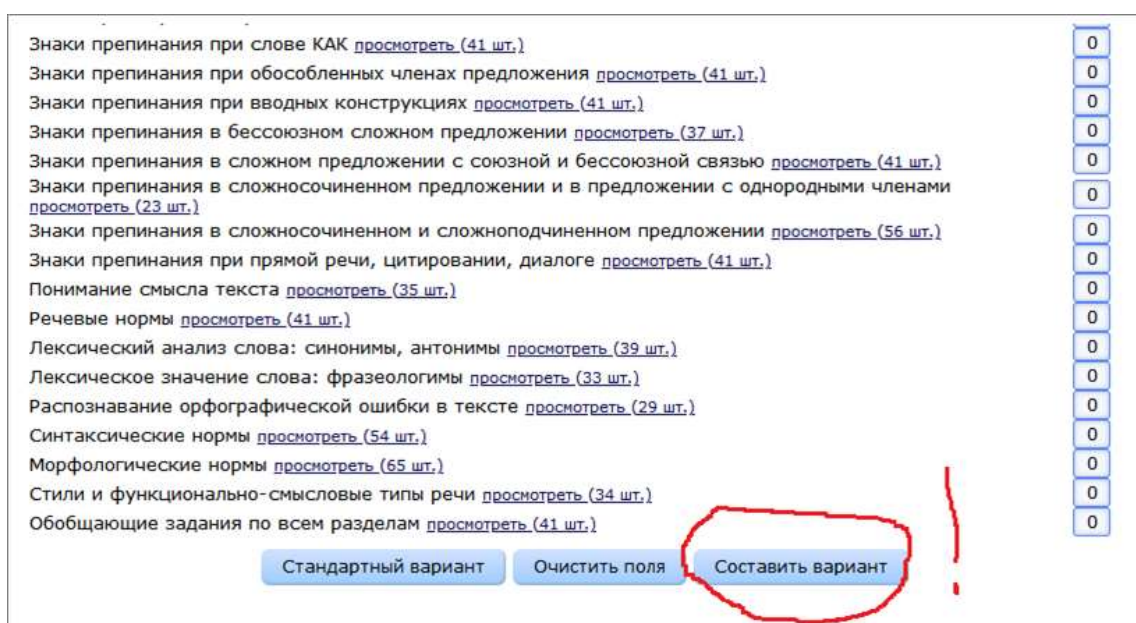 Знаки препинания при слове КАК просмотреть (41 шт.) 0
Знаки препинания при обособленных членах предложения просмотреть (41 шт.) 0
Знаки препинания при вводных конструкциях просмотреть (41 шт.) 0
Знаки препинания в бессоюзном сложном предложении просмотреть (37 шт.) 0
Знаки препинания в сложном предложении с союзной и бессоюзной связью просмотреть (41 шт.) 0
Знаки препинания в сложносочиненном предложении и в предложении с однородными членами
просмотреть (23 шт.) 0
Знаки препинания в сложносочиненном и сложноподчиненном предложении просмотреть (56 шт.) 0
Знаки препинания при прямой речи, цитировании, диалоге просмотреть (41 шт.) 0
Понимание смысла текста просмотреть (35 шт.) 0
Речевые нормы просмотреть (41 шт.) 0
Лексический анализ слова: синонимы, антонимы просмотреть (39 шт.) 0
Лексическое значение слова: фразеологимы просмотреть (33 шт.) 0
Распознавание орфографической ошибки в тексте просмотреть (29 шт.) 0
Синтаксические нормы просмотреть (54 шт.) 0
Морфологические нормы просмотреть (65 шт.) 0
Стили и функционально-смысловые типы речи просмотреть (34 шт.) 0
Обобщающие задания по всем разделам просмотреть (41 шт.) 0
Стандартный вариант Очистить поля Составить вариант !